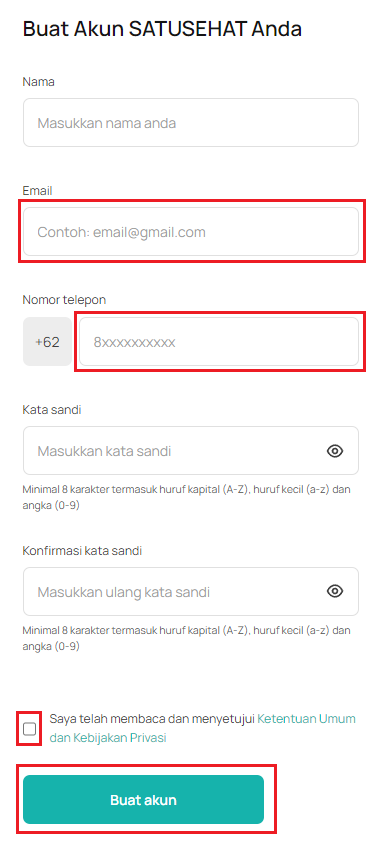 Buat Akun SATUSEHAT Anda
Nama
Masukkan nama anda
Email
Contoh: email@gmail.com
Nomor telepon
+62
8xxxxxxxxxx
Kata sandi
Masukkan kata sandi
Minimal 8 karakter termasuk huruf kapital (A-Z), huruf kecil (a-z) dan
angka (0-9)
Konfirmasi kata sandi
Masukkan ulang kata sandi
Minimal 8 karakter termasuk huruf kapital (A-Z), huruf kecil (a-z) dan
angka (0-9)
Saya telah membaca dan menyetujui Ketentuan Umum
dan Kebijakan Privasi
Buat akun